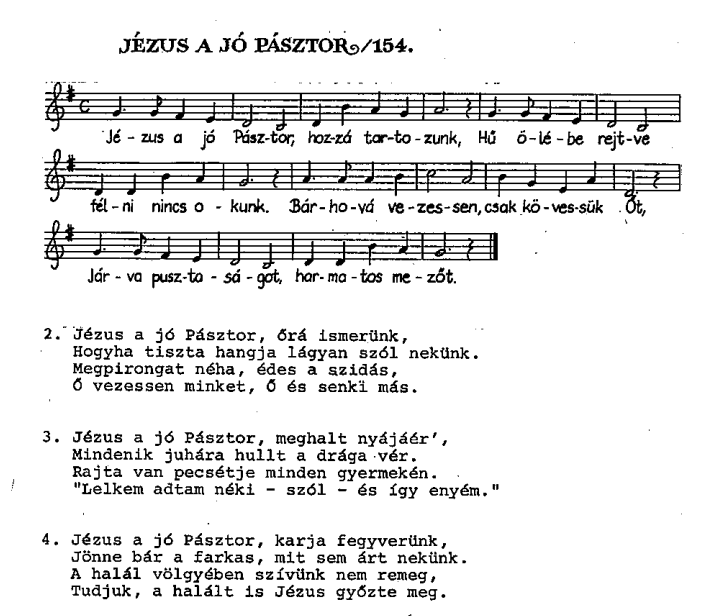 JÉZUS A JÓ PÁSZTOR/154.
Jé-zus a jó Pász-tor, hoz-zá tar-to-zunk, Hű ö-lé-be rejt-ve
fél-ni nincs o-kunk. Bár-ho-vá ve-zes-sen, csak kö-ves-sük Őt,
Jár-va pusz-ta-sá-got, har-ma-tos me-zőt.
2. Jézus a jó Pásztor, őrá ismerünk,
Hogyha tiszta hangja lágyan szól nekünk.
Megpirongat néha, édes a szidás,
Ő vezessen minket, Ő és senki más.
3. Jézus a jó Pásztor, meghalt nyájáér',
Mindenik juhára hullt a drága vér.
Rajta van pecsétje minden gyermekén.
"Lelkem adtam néki - szól - és így enyém."
4. Jézus a jó Pásztor, karja fegyverünk,
Jönne bár a farkas, mit sem árt nekünk.
A halál völgyében szívünk nem remeg,
Tudjuk, a halált is Jézus győzte meg.